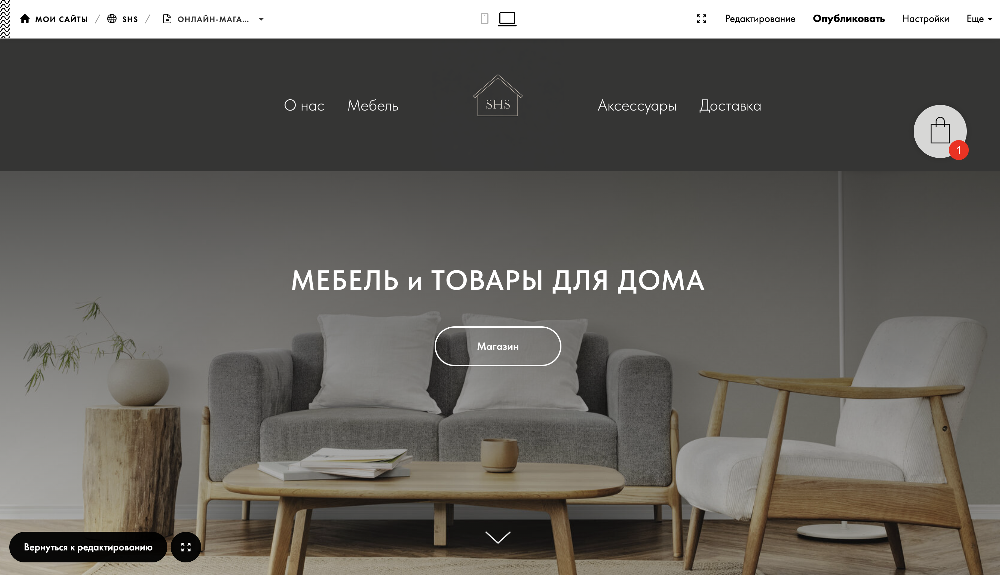 МОИ САЙТЫ / SHS / ОНЛАЙН-МАГА...
Редактирование Опубликовать Настройки Еще
О нас Мебель SHS Аксессуары Доставка
1
МЕБЕЛЬ и ТОВАРЫ ДЛЯ ДОМА
Магазин
Вернуться к редактированию